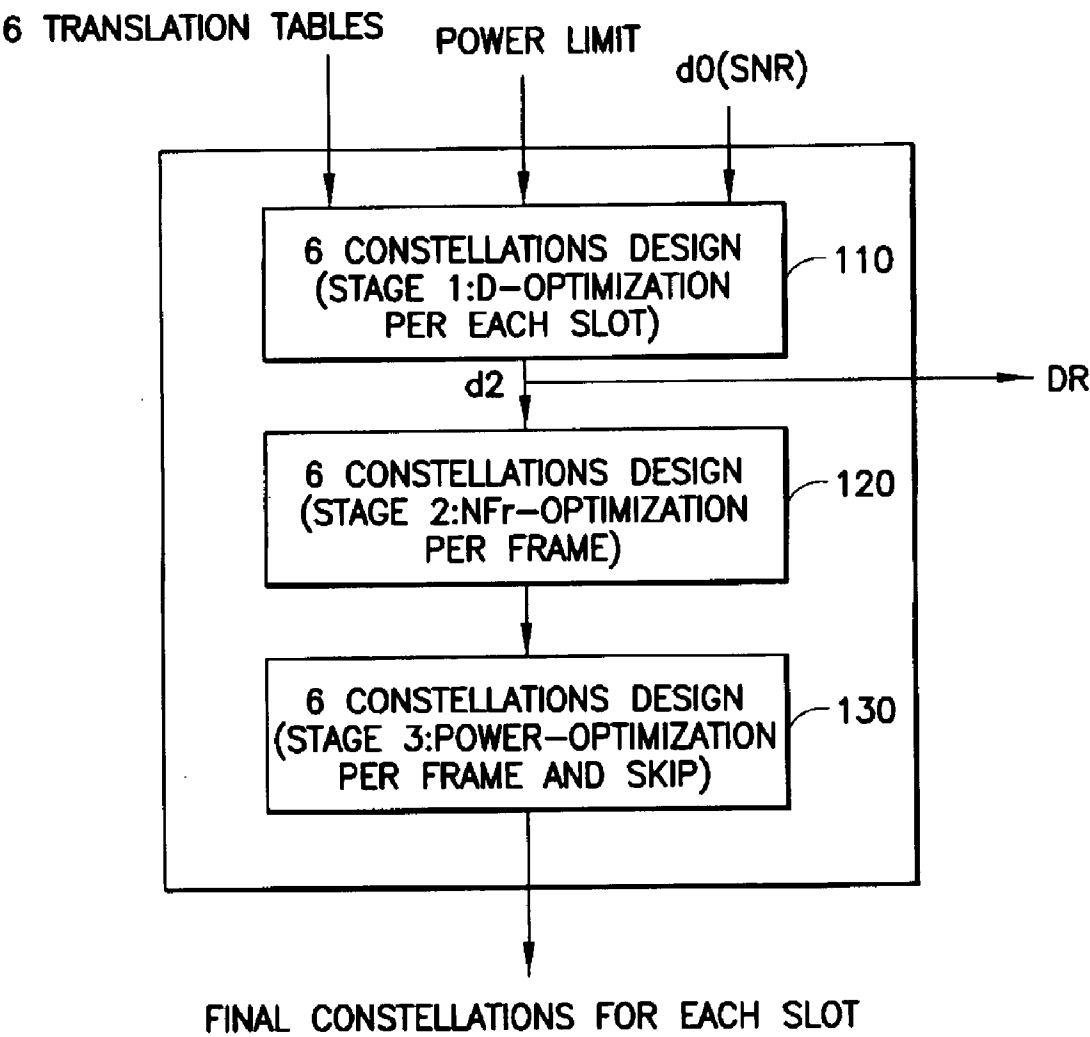 6 TRANSLATION TABLES
POWER LIMIT
d0(SNR)
6 CONSTELLATIONS DESIGN
(STAGE 1:D-OPTIMIZATION
PER EACH SLOT)
110
d2
DR
6 CONSTELLATIONS DESIGN
(STAGE 2:NFr-OPTIMIZATION
PER FRAME)
120
6 CONSTELLATIONS DESIGN
(STAGE 3:POWER-OPTIMIZATION
PER FRAME AND SKIP)
130
FINAL CONSTELLATIONS FOR EACH SLOT